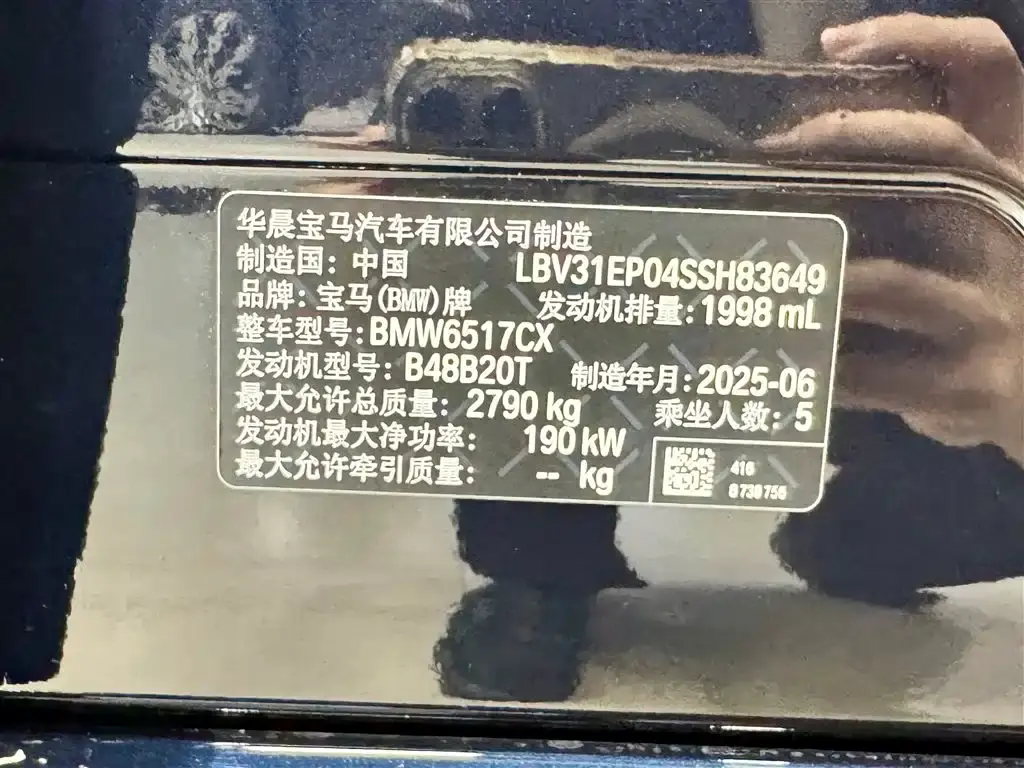 华晨宝马汽车有限公司制造
制造国: 中国 LBV31EP04SSH83649
品牌: 宝马(BMW)牌 发动机排量: 1998 mL
整车型号: BMW6517CX
发动机型号: B48B20T 制造年月: 2025-06
最大允许总质量: 2790 kg 乘坐人数: 5
发动机最大净功率: 190 kW
最大允许牵引质量: -- kg
416